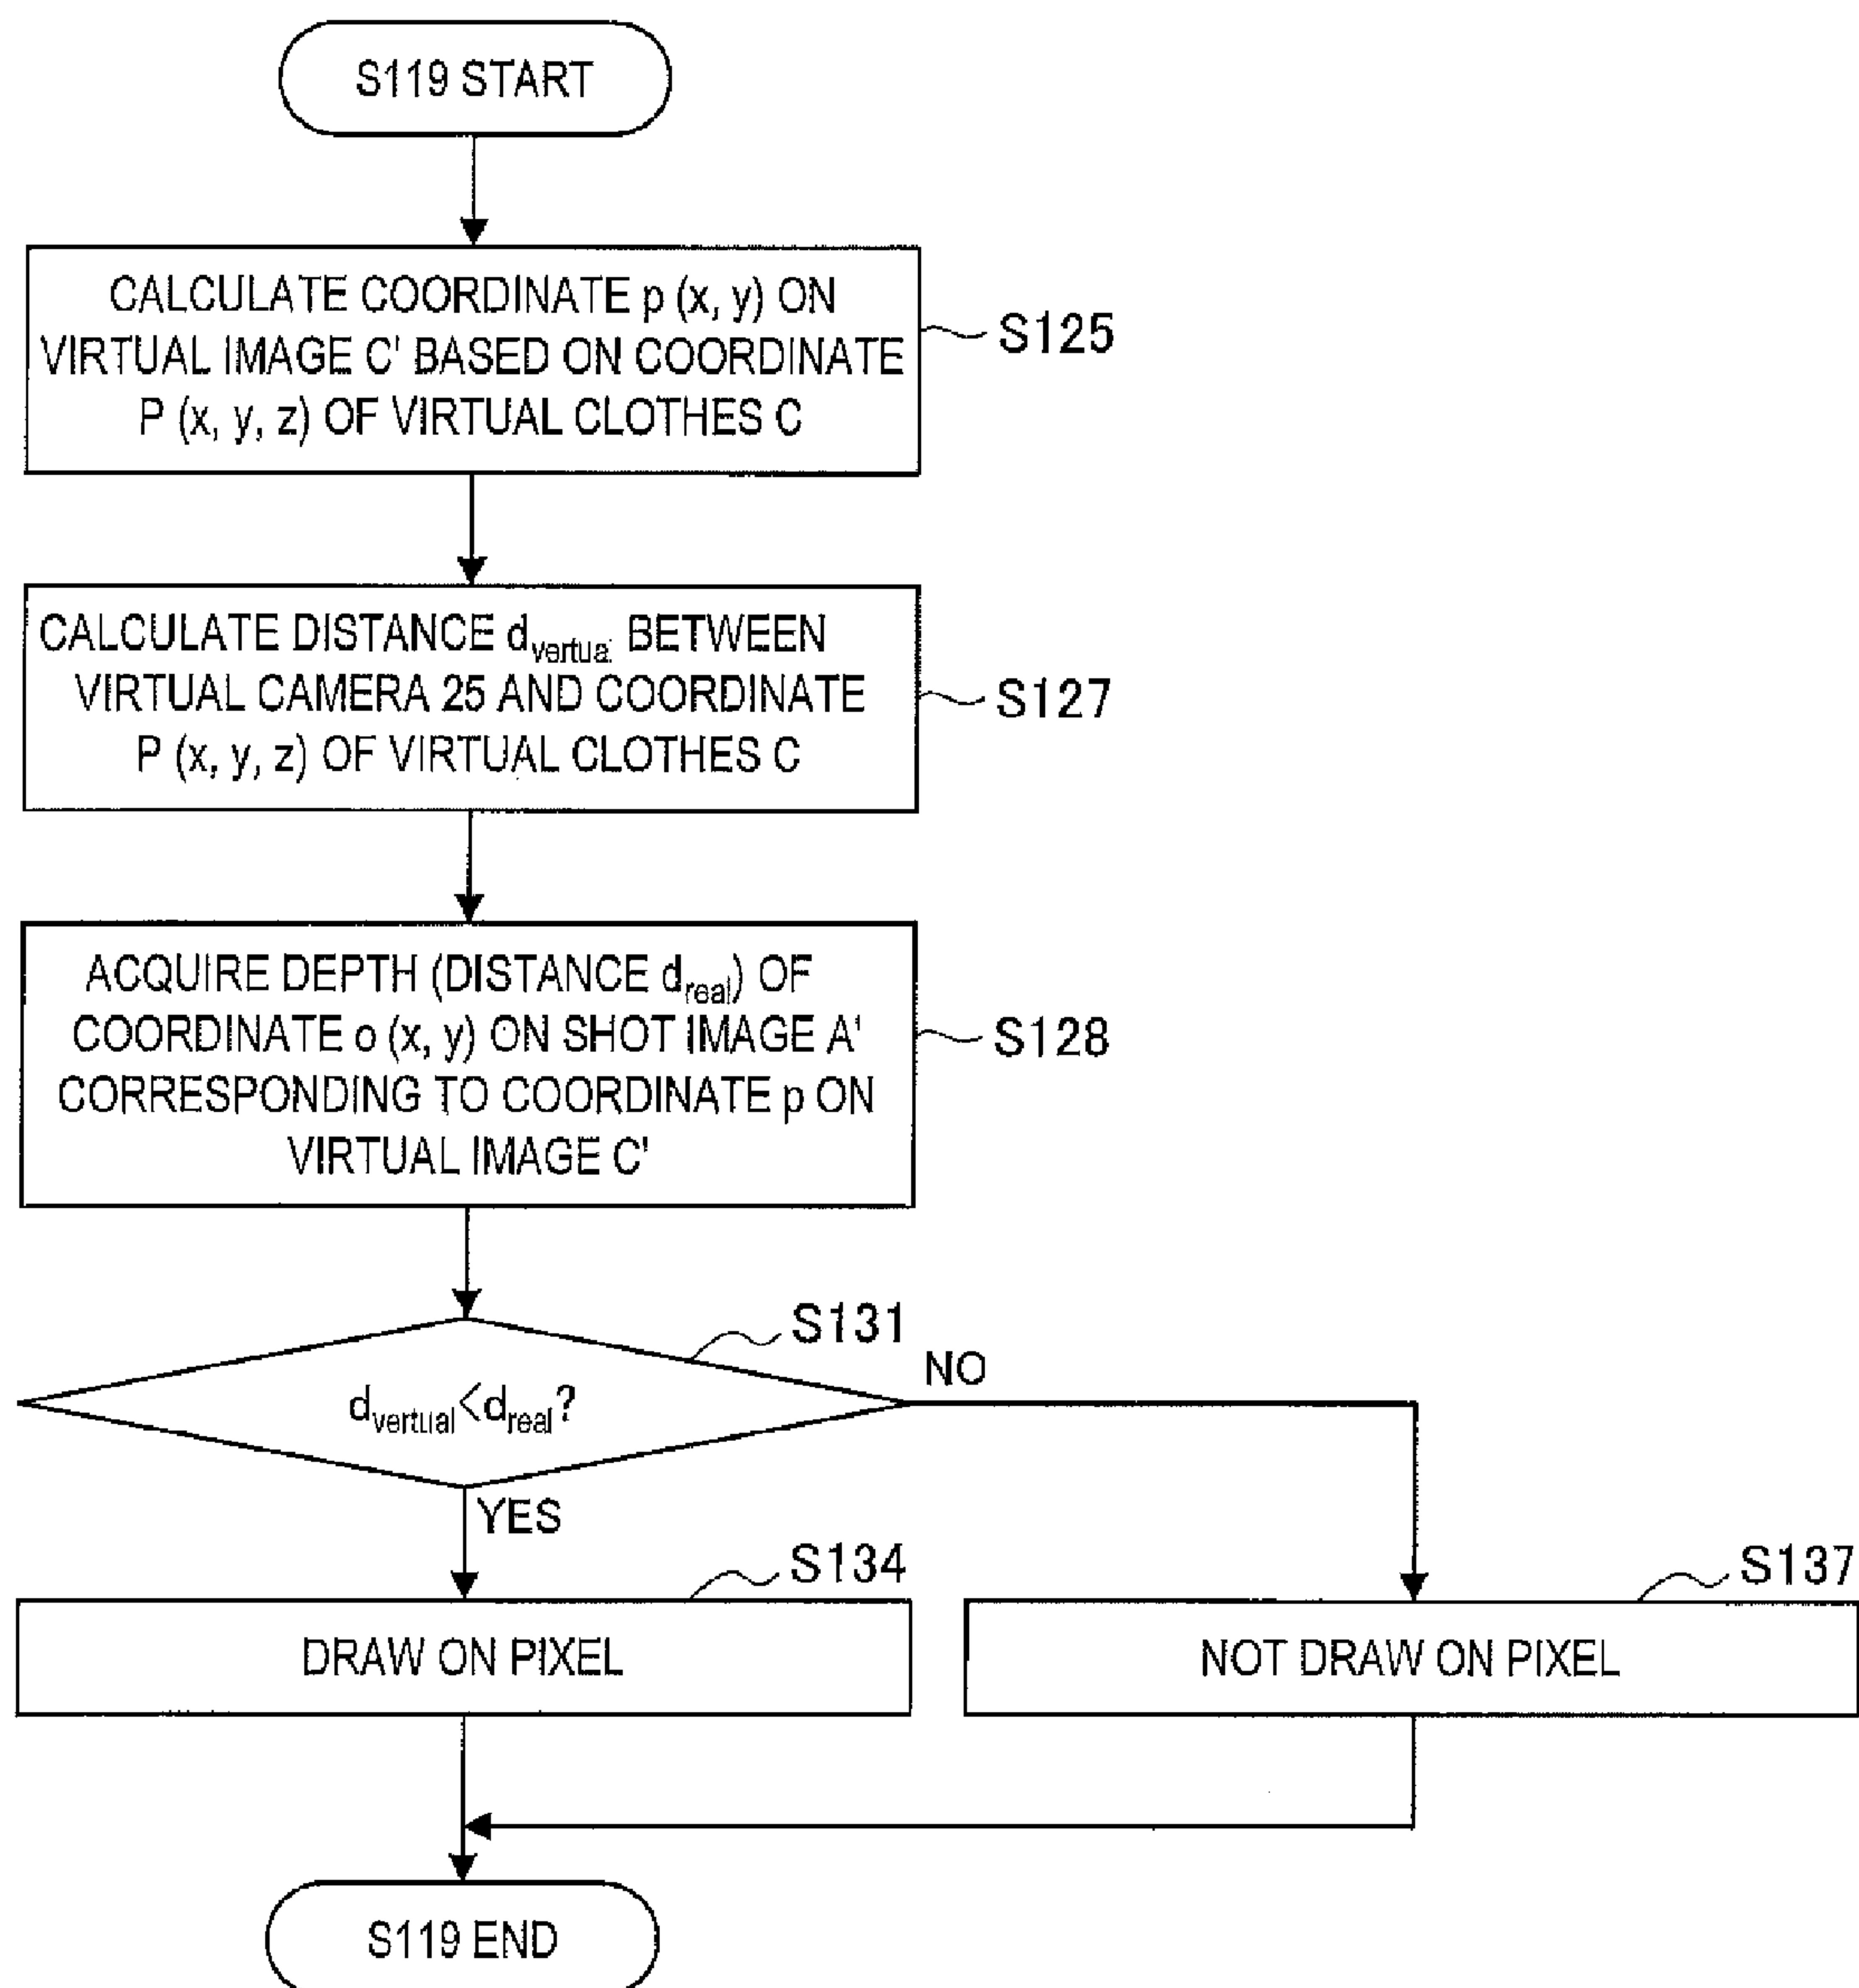 S119 START
CALCULATE COORDINATE p (x, y) ON
VIRTUAL IMAGE C' BASED ON COORDINATE
P (x, y, z) OF VIRTUAL CLOTHES C
S125
CALCULATE DISTANCE dvertual BETWEEN
VIRTUAL CAMERA 25 AND COORDINATE
P (x, y, z) OF VIRTUAL CLOTHES C
S127
ACQUIRE DEPTH (DISTANCE dreal) OF
COORDINATE o (x, y) ON SHOT IMAGE A'
CORRESPONDING TO COORDINATE p ON
VIRTUAL IMAGE C'
S128
S131
dvertual<dreal?
NO
YES
S134
DRAW ON PIXEL
S137
NOT DRAW ON PIXEL
S119 END